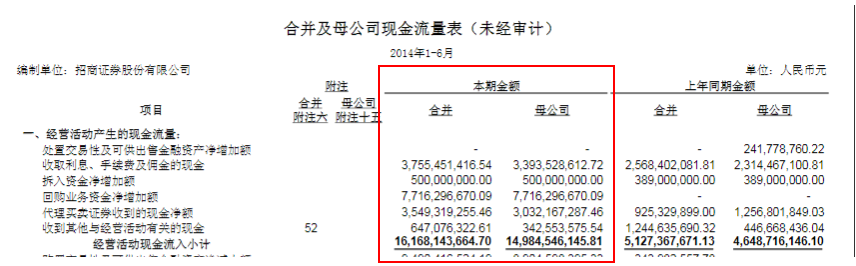 合并及母公司现金流量表（未经审计）
2014年1-6月
编制单位：招商证券股份有限公司 单位：人民币元
附注 本期金额 上年同期金额
项目 合并 母公司 合并 母公司 合并 母公司
附注六 附注十五
一、经营活动产生的现金流量：
处置交易性及可供出售金融资产净增加额 - - - 241,778,760.22
收取利息、手续费及佣金的现金 3,755,451,416.54 3,393,528,612.72 2,568,402,081.81 2,314,467,100.81
拆入资金净增加额 500,000,000.00 500,000,000.00 389,000,000.00 389,000,000.00
回购业务资金净增加额 7,716,296,670.09 7,716,296,670.09 - -
代理买卖证券收到的现金净额 3,549,319,255.46 3,032,167,287.46 925,329,899.00 1,256,801,849.03
收到其他与经营活动有关的现金 52 647,076,322.61 342,553,575.54 1,244,635,690.32 446,668,436.04
经营活动现金流入小计 16,168,143,664.70 14,984,546,145.81 5,127,367,671.13 4,648,716,146.10